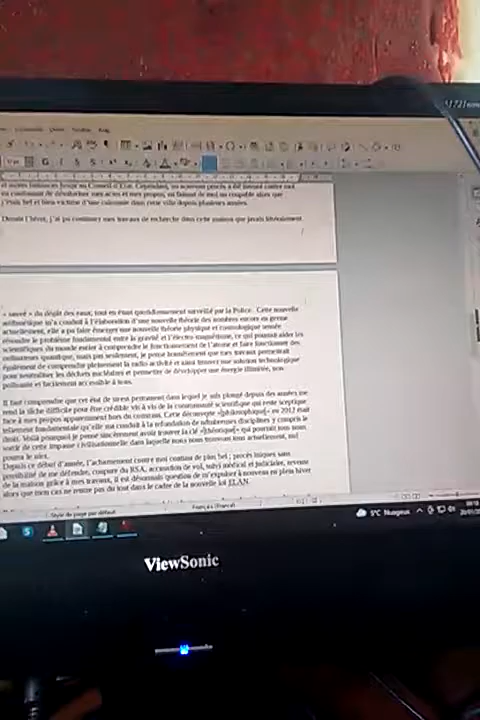 et autres instances jusqu'au Conseil d'Etat. Cependant, un nouveau procès a été intenté contre moi
en continuant de dénaturer mes actes et mes propos, en faisant de moi un coupable alors que
j'étais bel et bien victime d'une calomnie dans cette ville depuis plusieurs années.
Durant l'hiver, j'ai pu continuer mes travaux de recherche dans cette maison que j'avais littéralement
« sauvé » du dégât des eaux, tout en étant quotidiennement surveillé par la Police. Cette nouvelle
arithmétique m'a conduit à l'élaboration d'une nouvelle théorie des nombres encore en germe
actuellement, elle a pu faire émerger une nouvelle théorie physique et cosmologique sensée
résoudre le problème fondamental entre la gravité et l'électro-magnétisme, ce qui pourrait aider les
scientifiques du monde entier à comprendre le fonctionnement de l'atome et faire fonctionner des
ordinateurs quantique, mais pas seulement, je pense honnêtement que mes travaux permettrait
également de comprendre pleinement la radio activité et ainsi trouver une solution technologique
pour neutraliser les déchets nucléaires et permettre de développer une énergie illimitée, non
polluante et facilement accessible à tous.
Il faut comprendre que cet état de stress permanent dans lequel je suis plongé depuis des années me
rend la tâche difficile pour être crédible vis à vis de la communauté scientifique qui reste sceptique
face à mes propos apparemment hors du commun. Cette découverte «philosophique» en 2012 était
tellement fondamentale qu'elle m'a conduit à la refondation de nombreuses disciplines y compris le
droit. Voilà pourquoi je pense sincèrement avoir trouver la clé «théorique» qui pourrait tous nous
sortir de cette impasse civilisationnelle dans laquelle nous nous trouvons tous actuellement, nul
pourra le nier.
Depuis ce début d'année, l'acharnement contre moi continu de plus bel ; procès iniques sans
possibilité de me défendre, coupure du RSA, accusation de vol, suivi médical et judiciaire, revente
de la maison grâce à mes travaux, il est désormais question de m'expulser à nouveau en plein hiver
alors que mon cas ne rentre pas du tout dans le cadre de la nouvelle loi ELAN.
Style de page par défaut
Français (France)
5°C Nuageux
ViewSonic